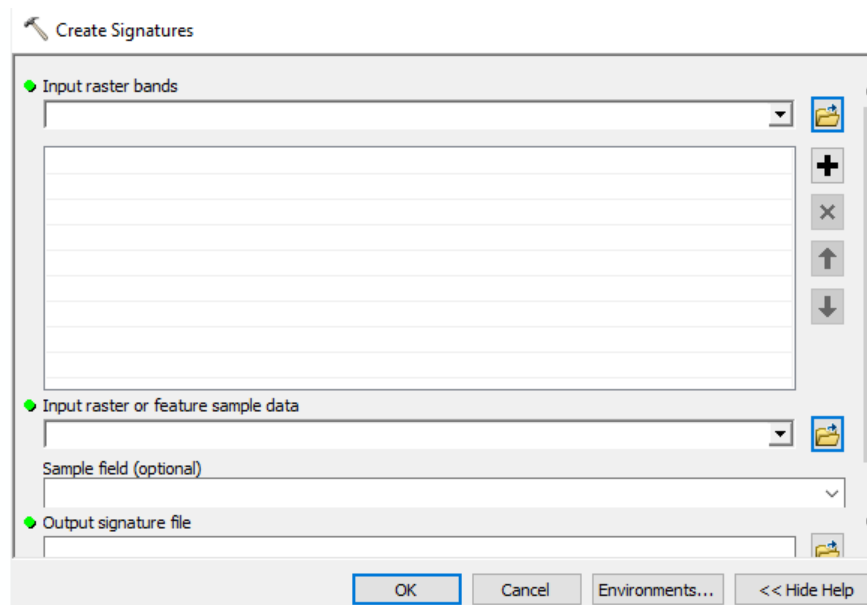 Create Signatures
Input raster bands
Input raster or feature sample data
Sample field (optional)
Output signature file
OK Cancel Environments... << Hide Help